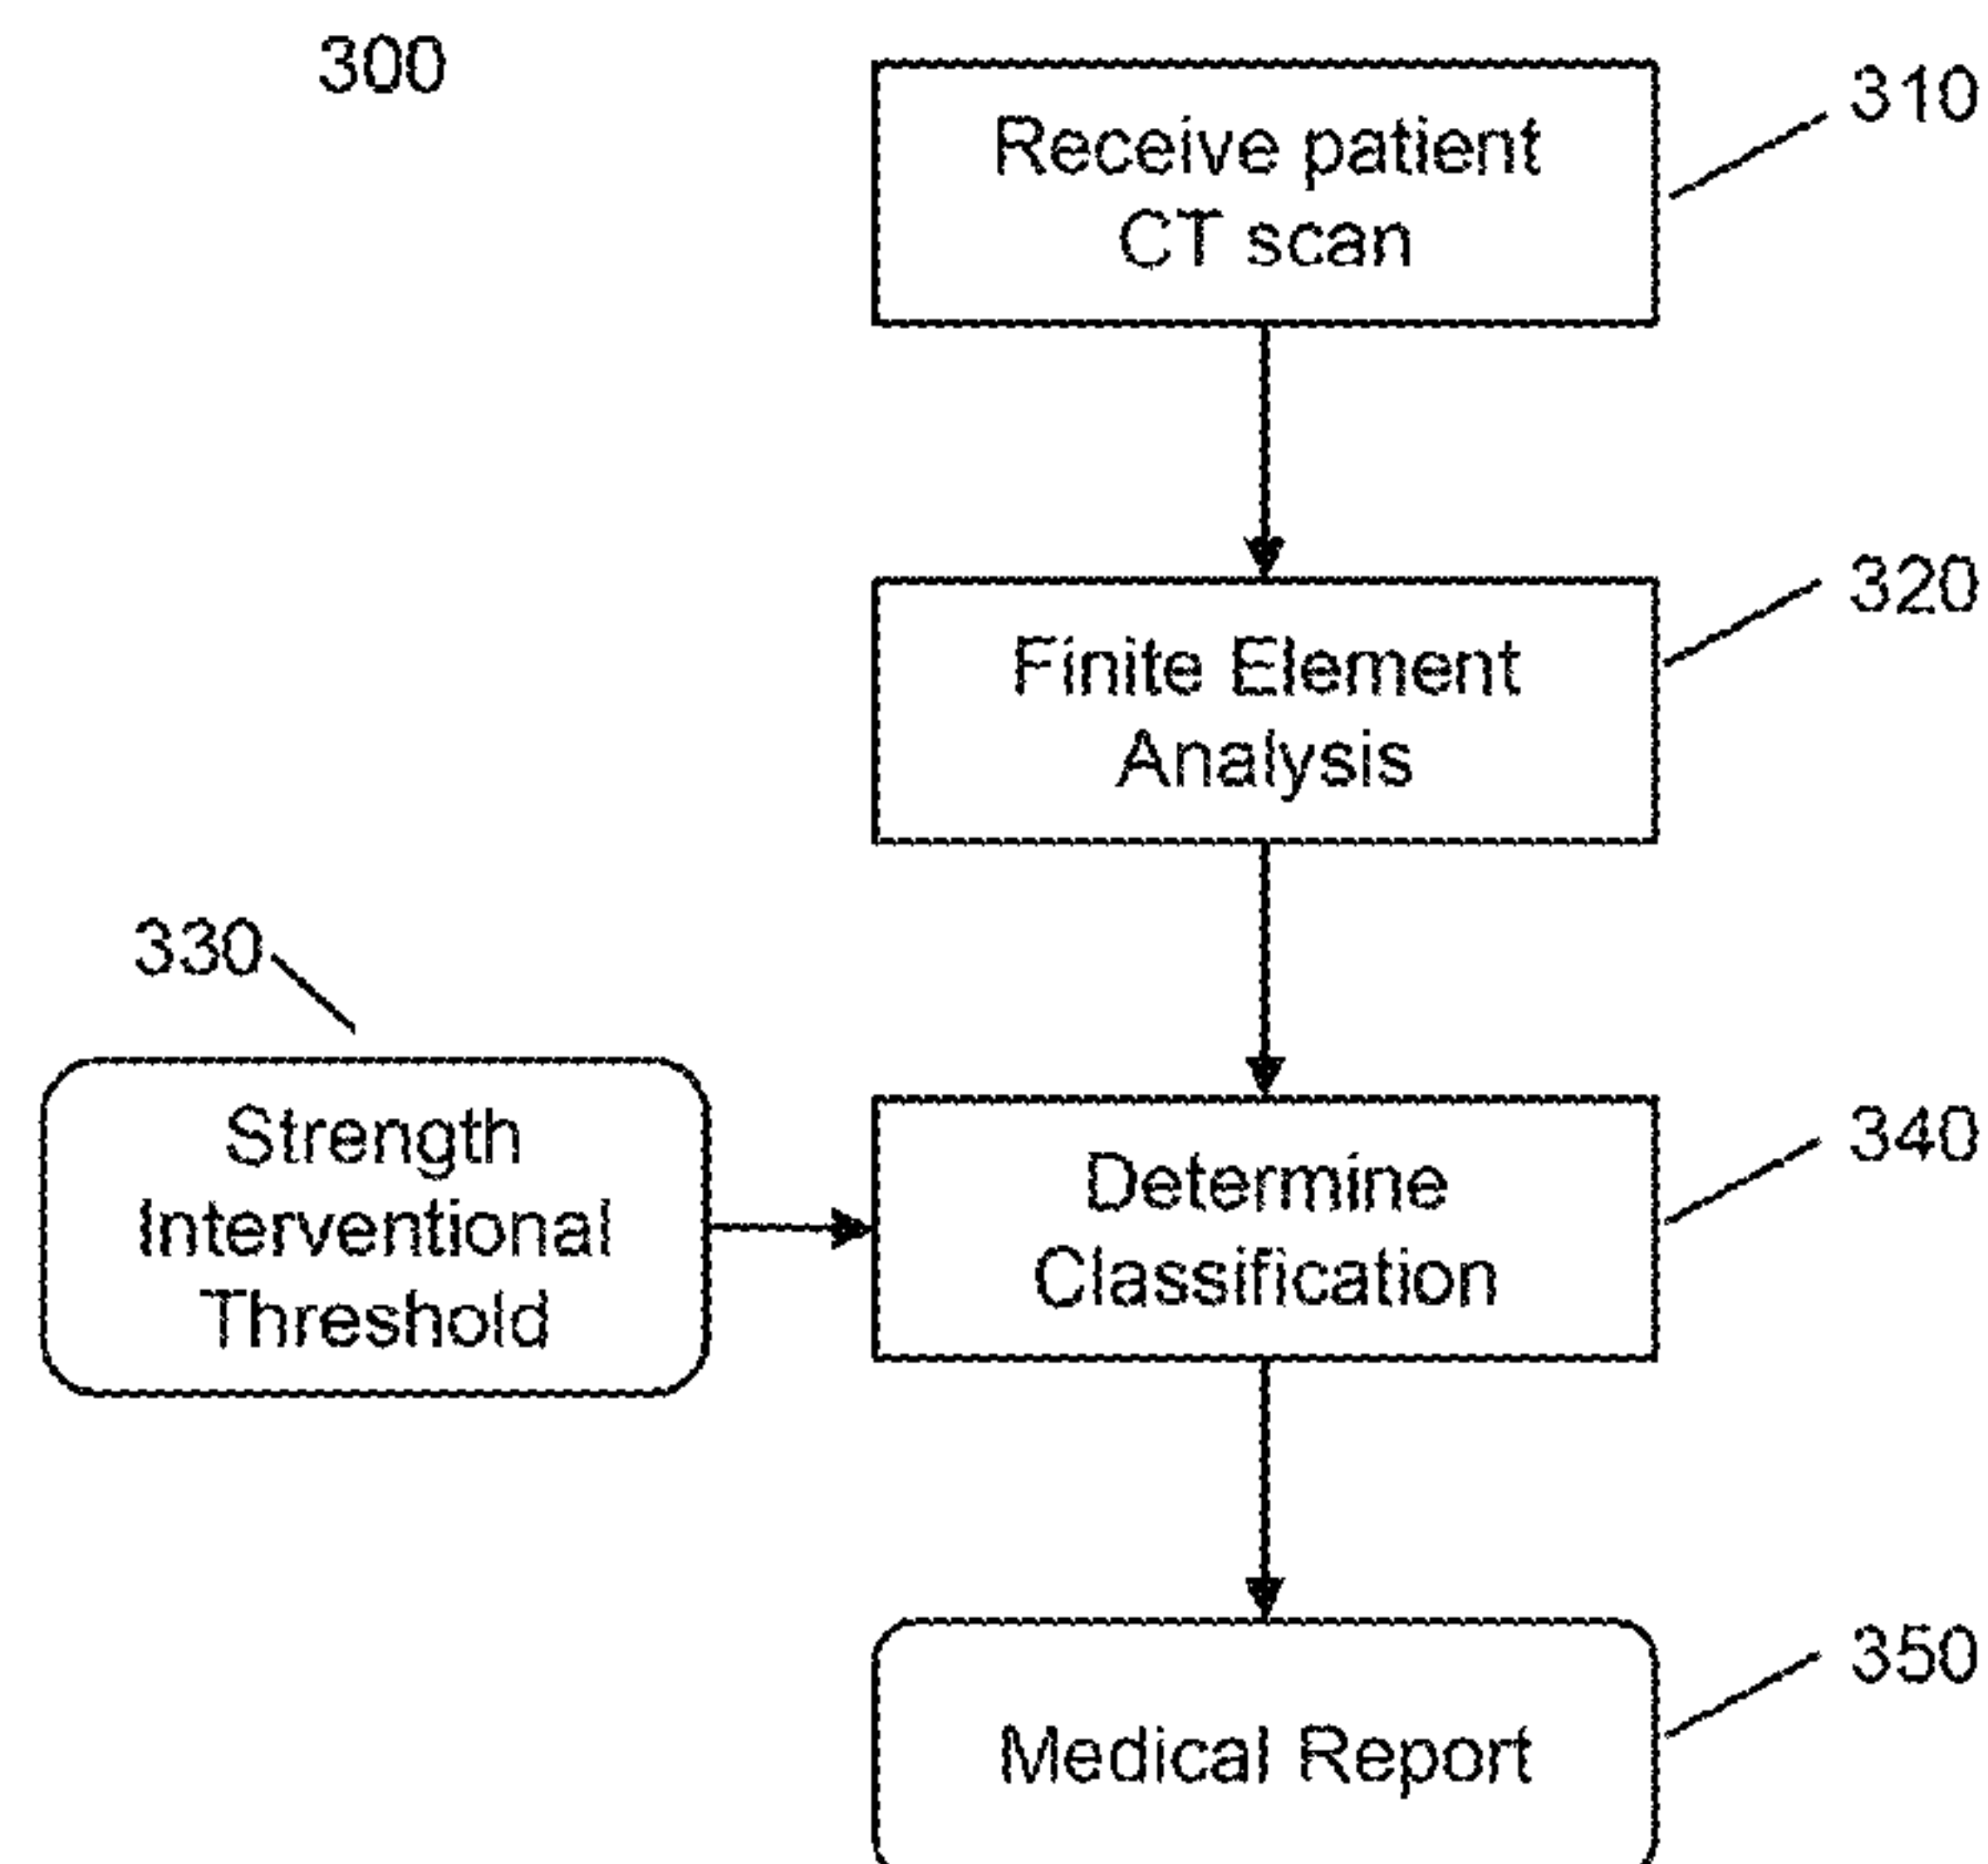 300
Receive patient
CT scan
310
Finite Element
Analysis
320
330
Strength
Interventional
Threshold
Determine
Classification
340
Medical Report
350